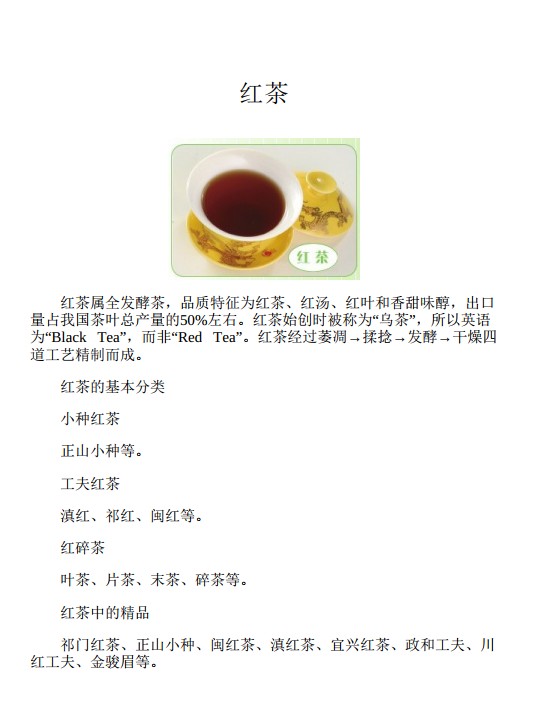 红茶
红茶
红茶属全发酵茶，品质特征为红茶、红汤、红叶和香甜味醇，出口
量占我国茶叶总产量的50%左右。红茶始创时被称为“乌茶”，所以英语
为“Black Tea”，而非“Red Tea”。红茶经过萎凋→揉捻→发酵→干燥四
道工艺精制而成。
红茶的基本分类
小种红茶
正山小种等。
工夫红茶
滇红、祁红、闽红等。
红碎茶
叶茶、片茶、末茶、碎茶等。
红茶中的精品
祁门红茶、正山小种、闽红茶、滇红茶、宜兴红茶、政和工夫、川
红工夫、金骏眉等。